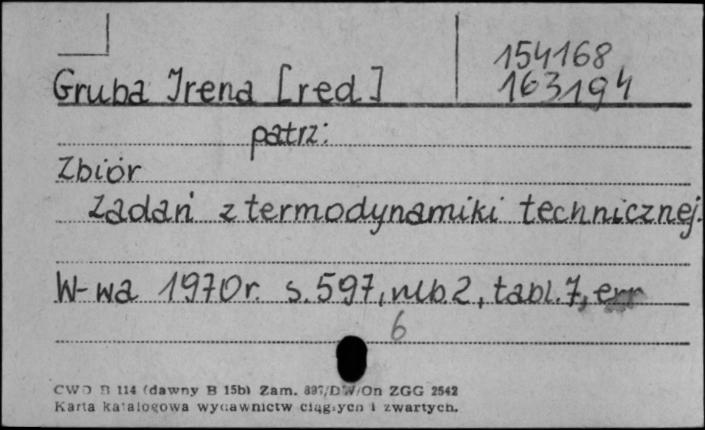 154168
Gruba Irena [red.] 163194
patrz:
Zbiór
zadań z termodynamiki technicznej.
W-wa 1970r. s.597, nlb 2, tabl.7, err
6
CWD B 114 (dawny B 15b) Zam. 897/DW/On ZGG 2542
Karta katalogowa wydawnictw ciągłych i zwartych.